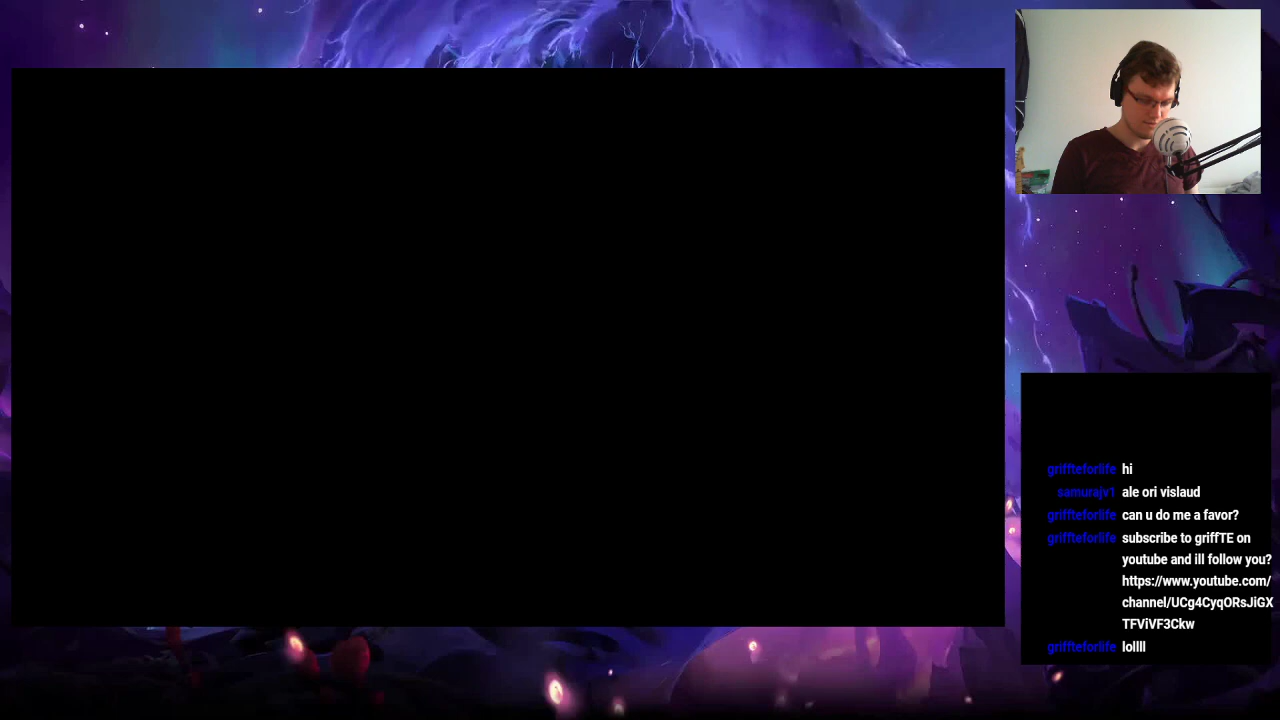 griffteforlife hi
samurajv1 ale ori vislaud
griffteforlife can u do me a favor?
griffteforlife subscribe to griffTE on
youtube and ill follow you?
https://www.youtube.com/
channel/UCg4CyqORsJiGX
TFViVF3Ckw
griffteforlife lollll